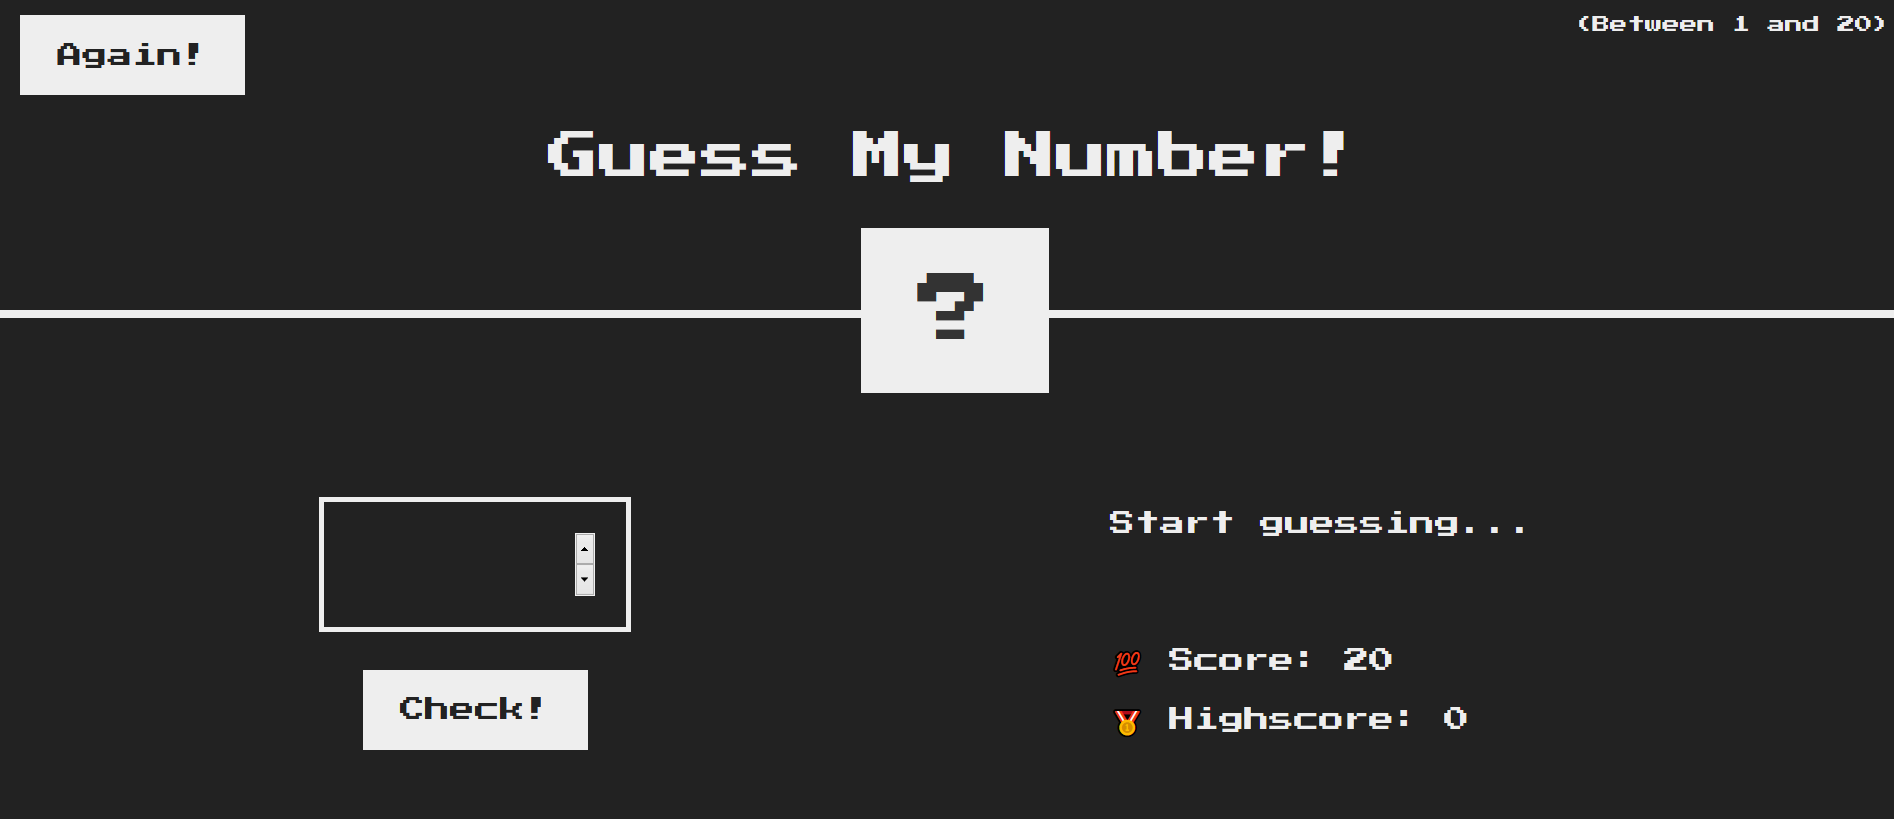 Again!
(Between 1 and 20)
Guess My Number!
?
Start guessing...
Check!
💯 Score: 20
🥇 Highscore: 0